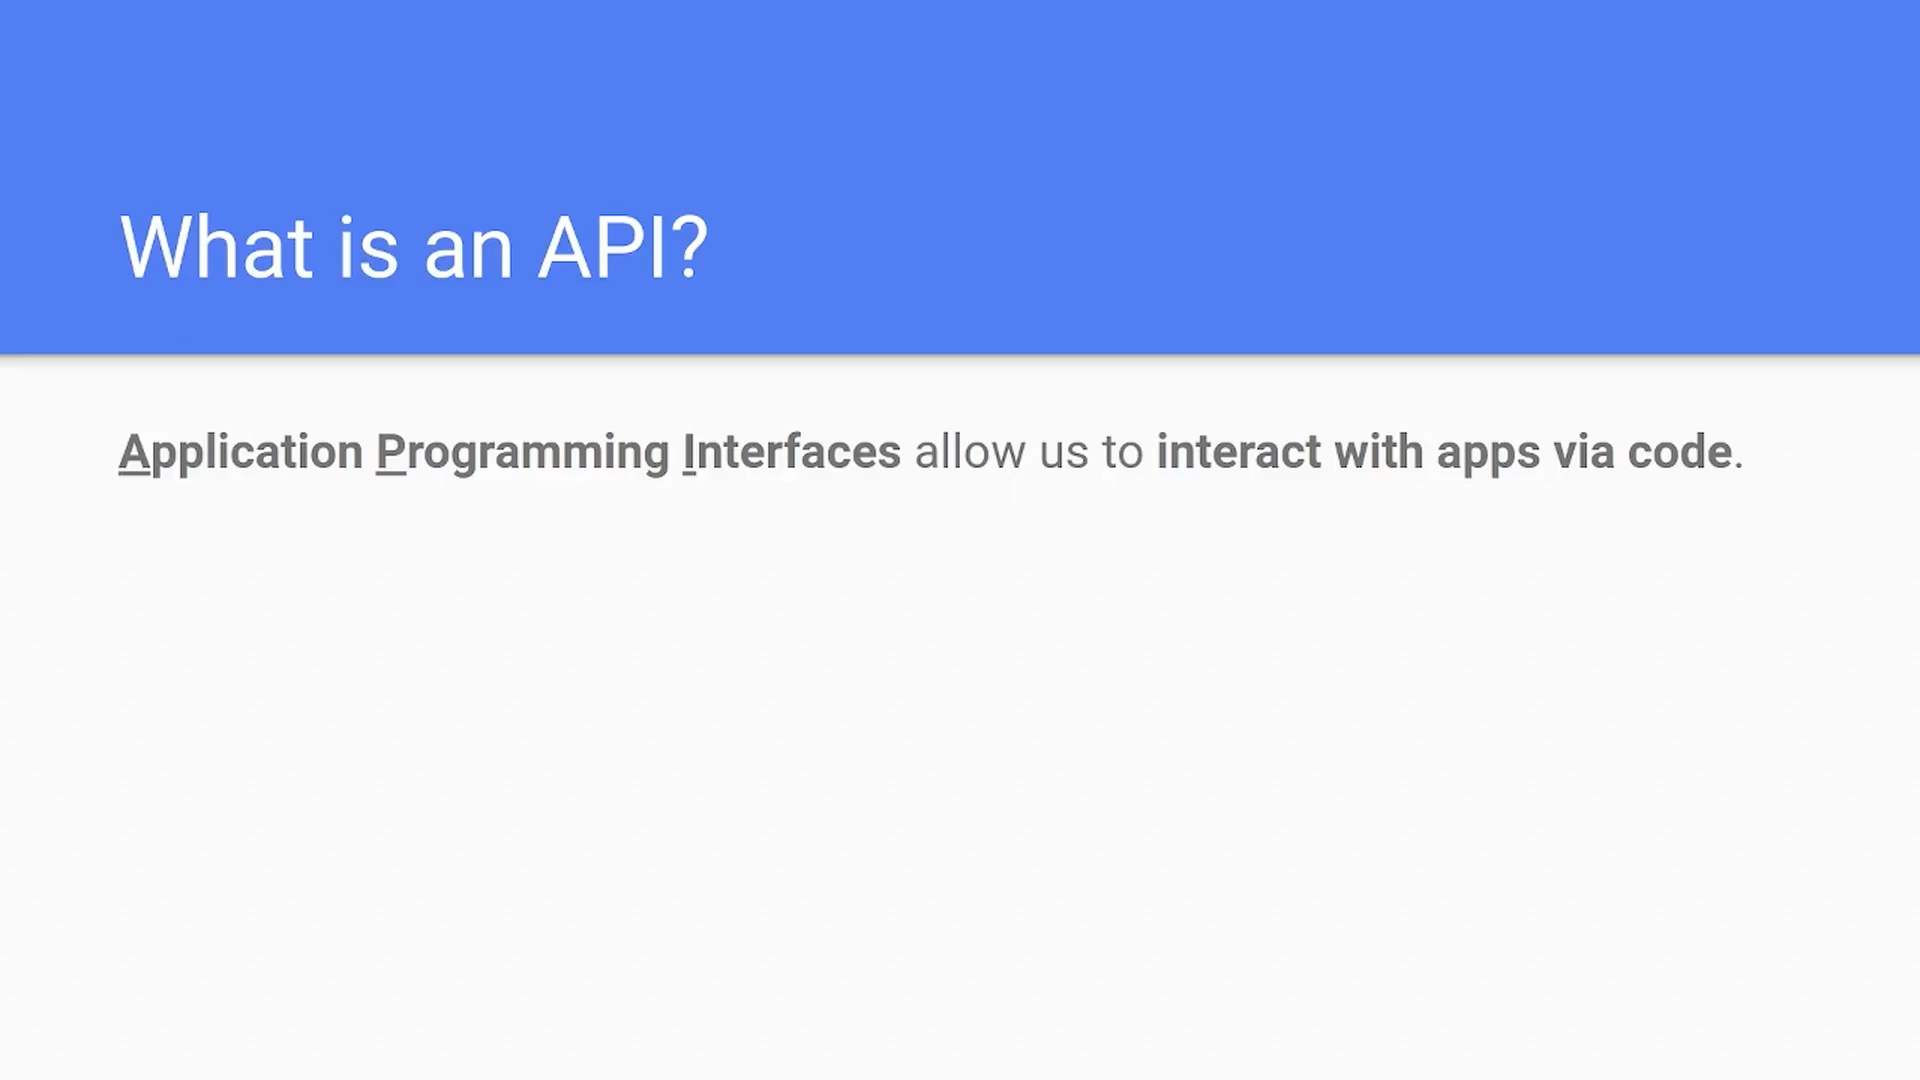 What is an API?
Application Programming Interfaces allow us to interact with apps via code.